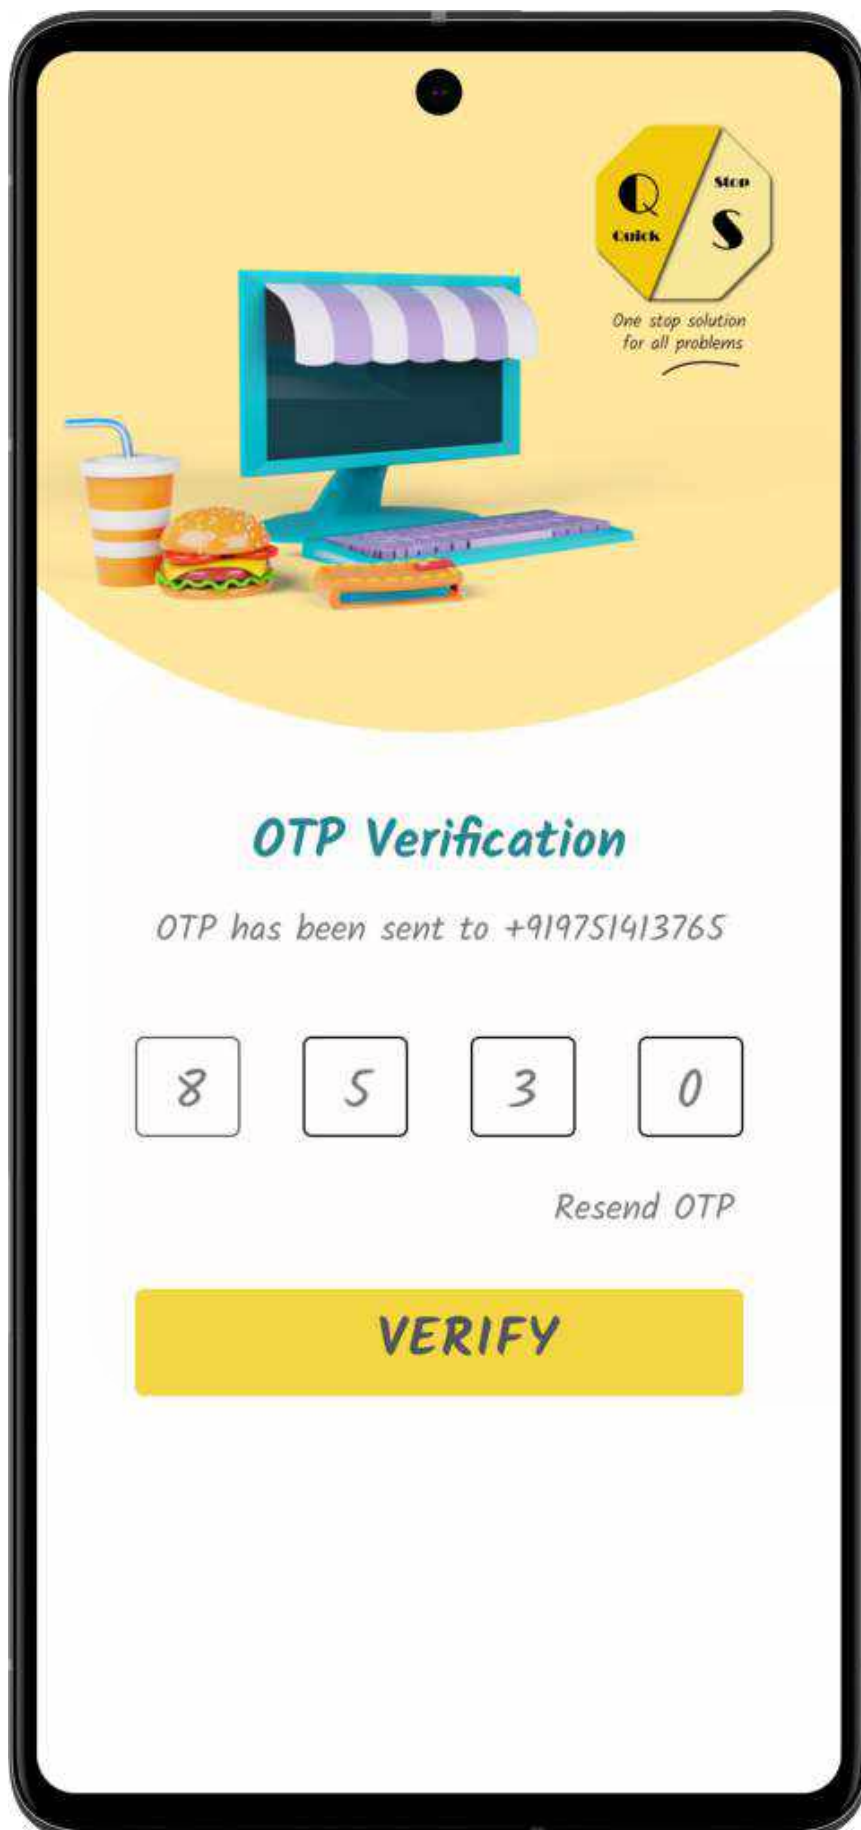 Q
Quick
Stop
S
One stop solution
for all problems
OTP Verification
OTP has been sent to +919751413765
8 5 3 0
Resend OTP
VERIFY